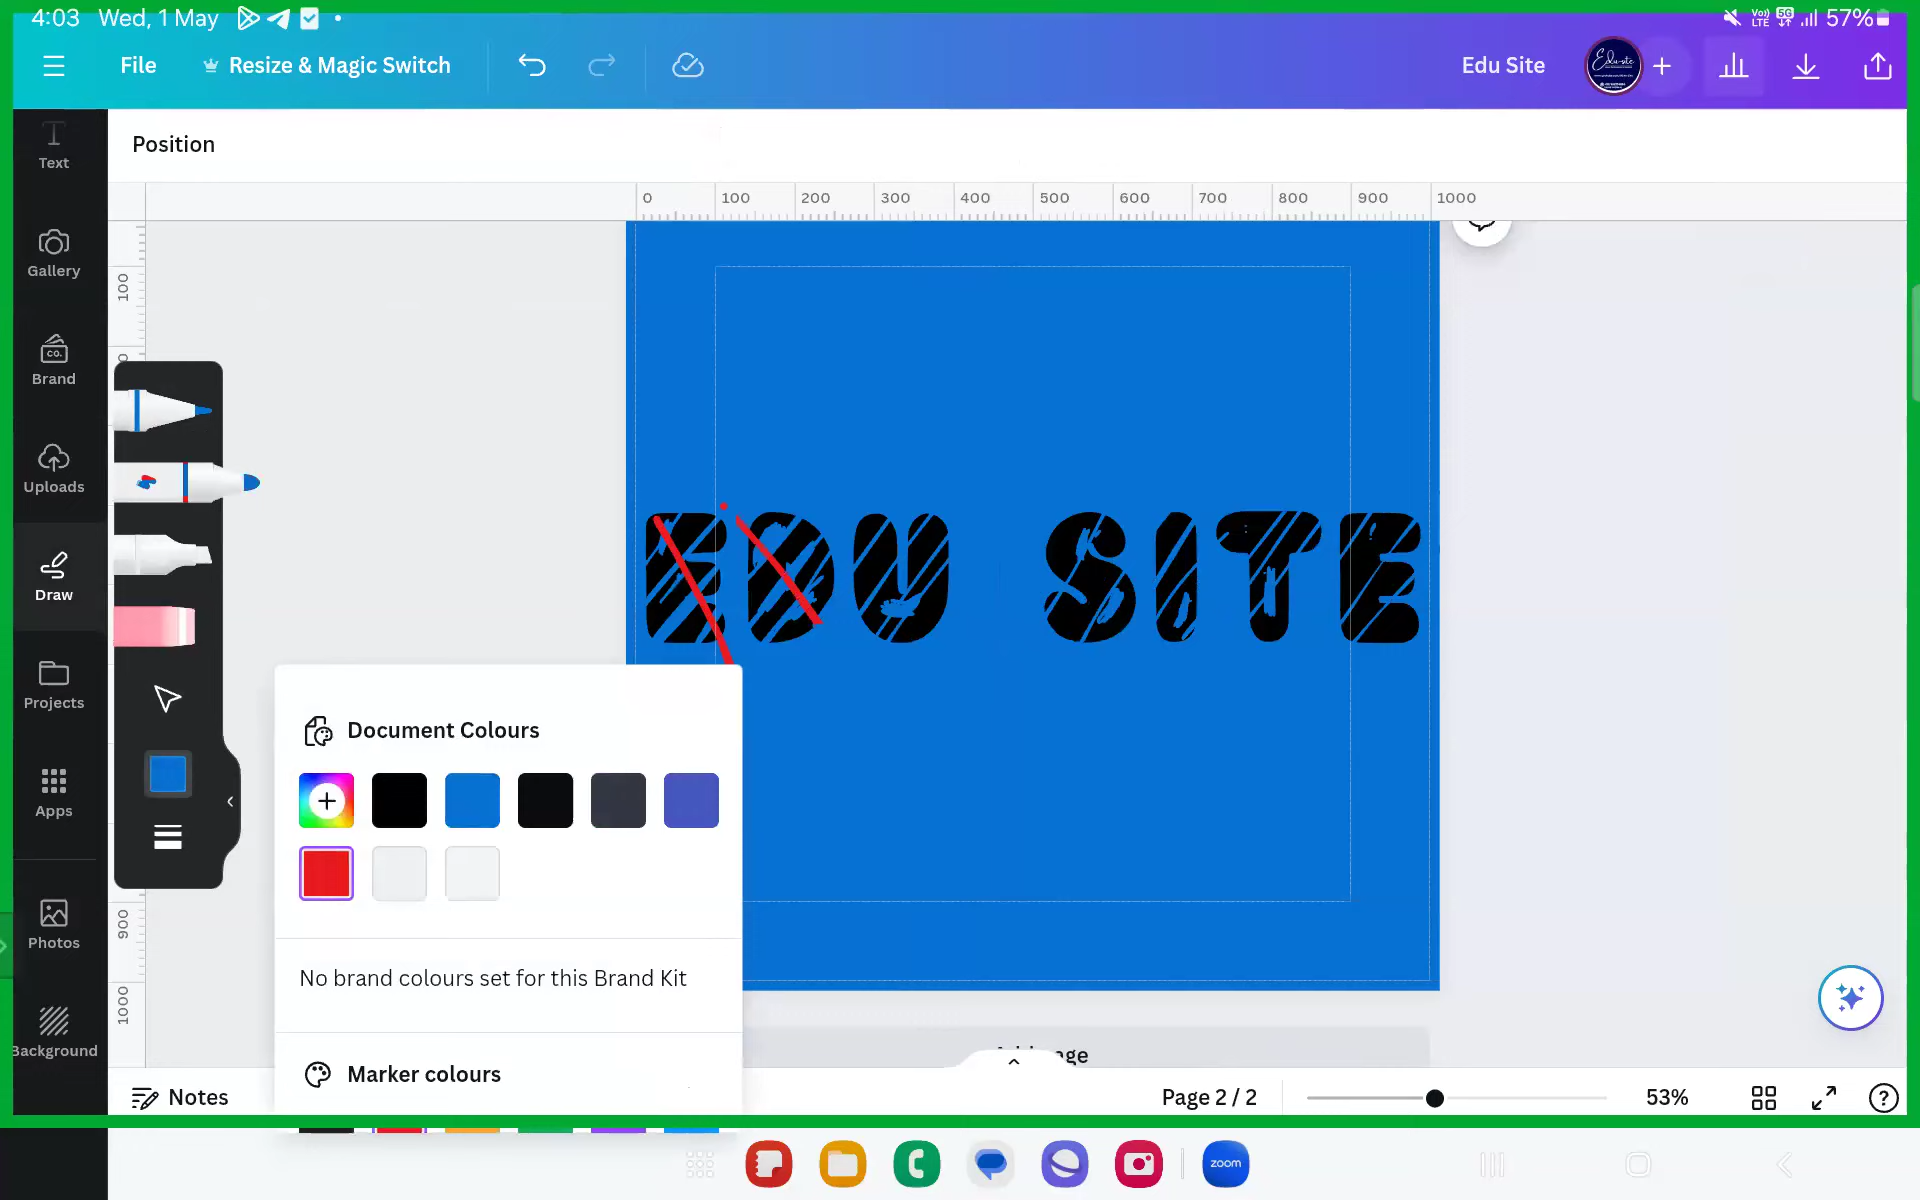 4:03 Wed, 1 May
57%
File
Resize & Magic Switch
Edu Site
Position
Text
Gallery
Brand
Uploads
Draw
Projects
Apps
Photos
Background
0 100 200 300 400 500 600 700 800 900 1000
100
900
1000
CO.
EDU SITE
Document Colours
No brand colours set for this Brand Kit
Marker colours
Notes
Page 2 / 2
53%
zoom